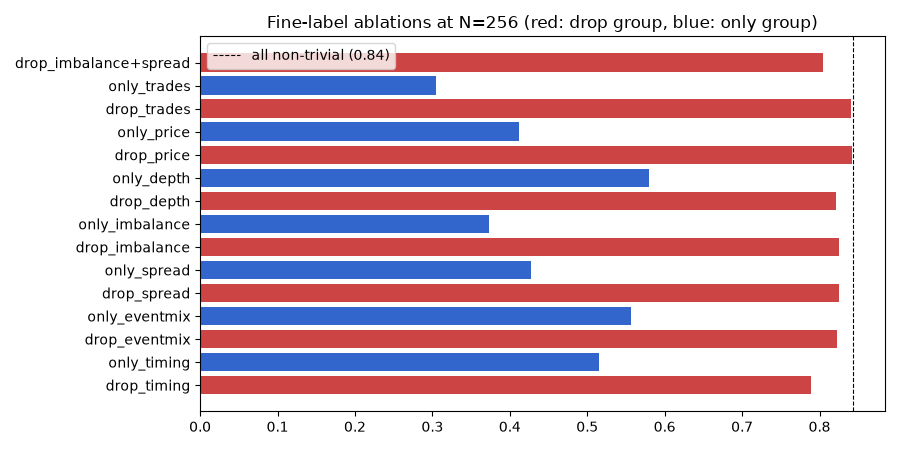 Fine-label ablations at N=256 (red: drop group, blue: only group)
all non-trivial (0.84)
drop_imbalance+spread
only_trades
drop_trades
only_price
drop_price
only_depth
drop_depth
only_imbalance
drop_imbalance
only_spread
drop_spread
only_eventmix
drop_eventmix
only_timing
drop_timing
0.0 0.1 0.2 0.3 0.4 0.5 0.6 0.7 0.8